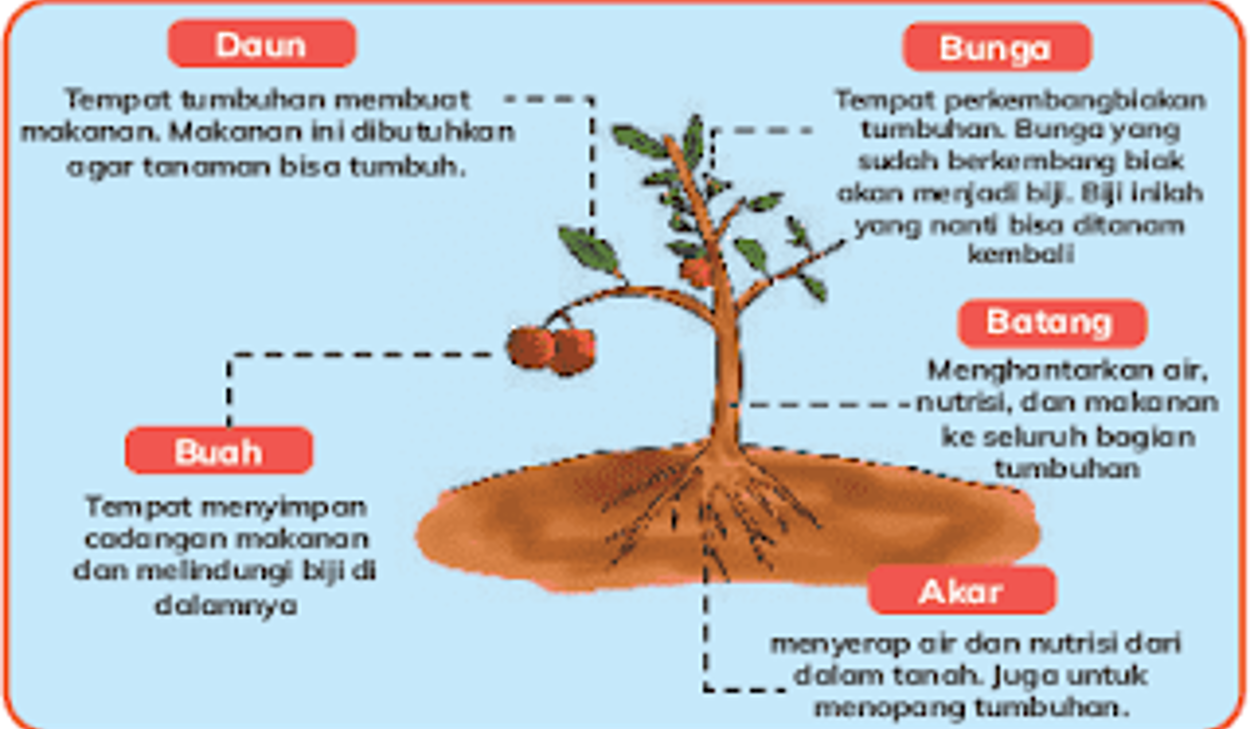 Daun
Tempat tumbuhan membuat
makanan. Makanan ini dibutuhkan
agar tanaman bisa tumbuh.
Bunga
Tempat perkembangbiakan
tumbuhan. Bunga yang
sudah berkembang biak
akan menjadi biji. Biji inilah
yang nanti bisa ditanam
kembali
Batang
Menghantarkan air,
nutrisi, dan makanan
ke seluruh bagian
tumbuhan
Buah
Tempat menyimpan
cadangan makanan
dan melindungi biji di
dalamnya
Akar
menyerap air dan nutrisi dari
dalam tanah. Juga untuk
menopang tumbuhan.